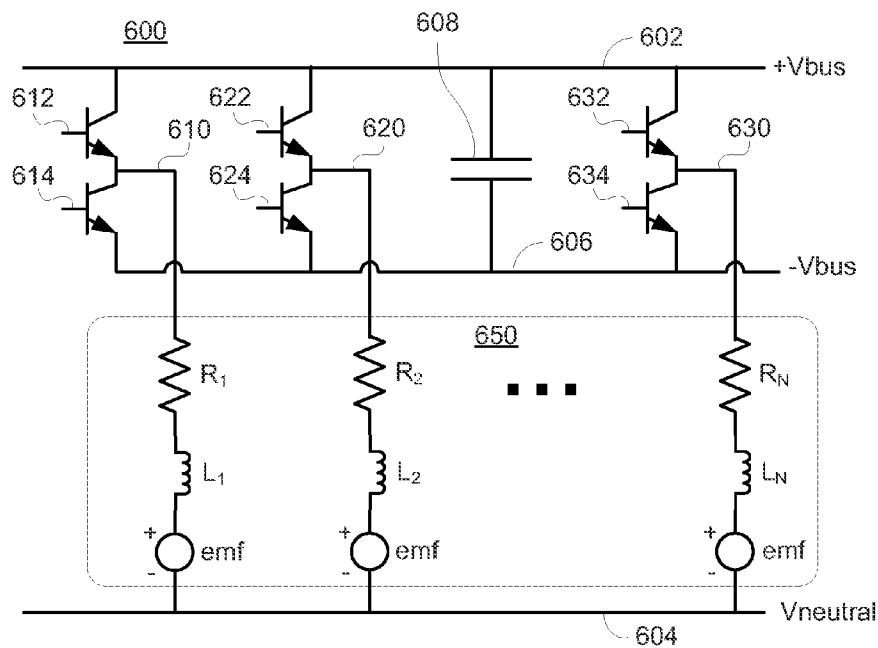 600
608
602
+Vbus
612
610
622
620
632
630
614
624
634
606
-Vbus
650
R1
R2
RN
L1
L2
LN
+
emf
-
+
emf
-
+
emf
-
Vneutral
604